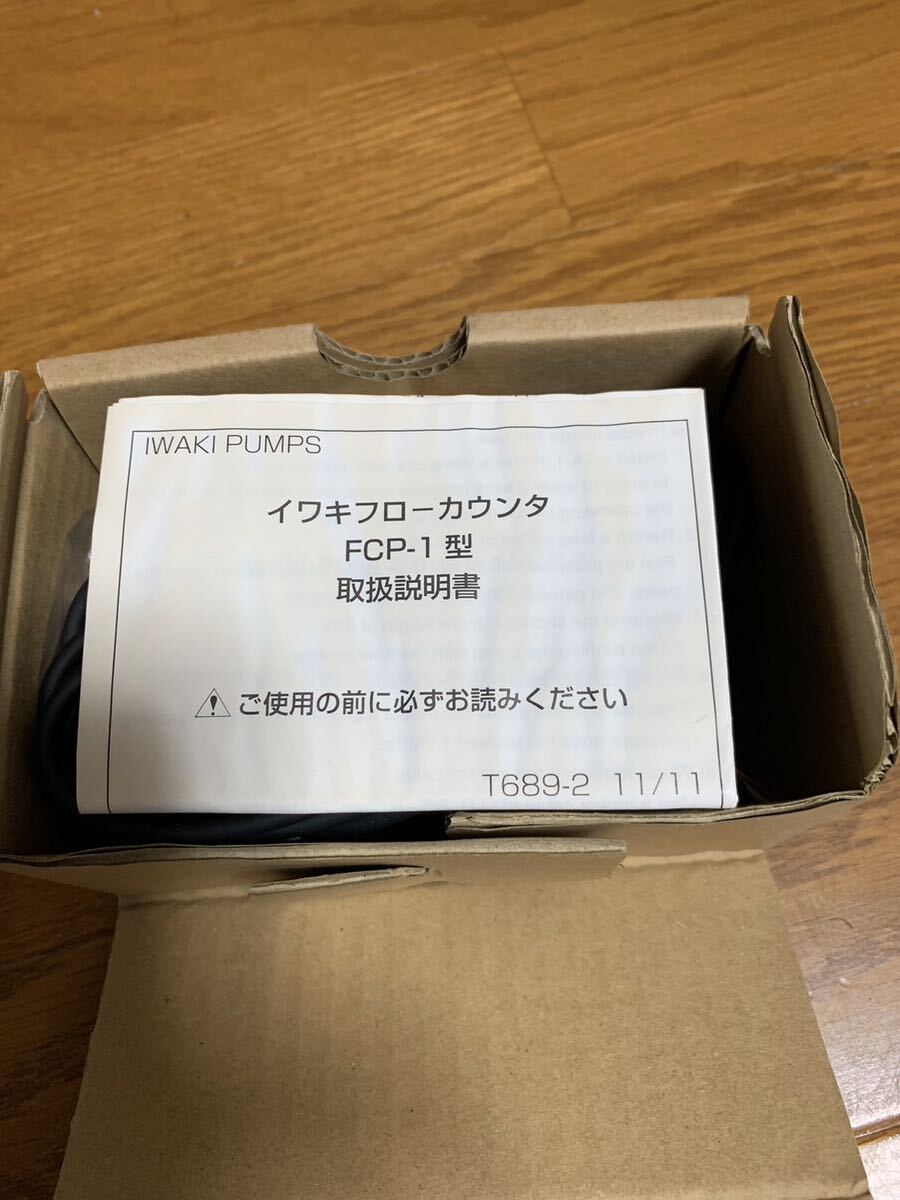 IWAKI PUMPS
イワキフローカウンタ
FCP-1 型
取扱説明書
ご使用の前に必ずお読みください
T689-2 11/11